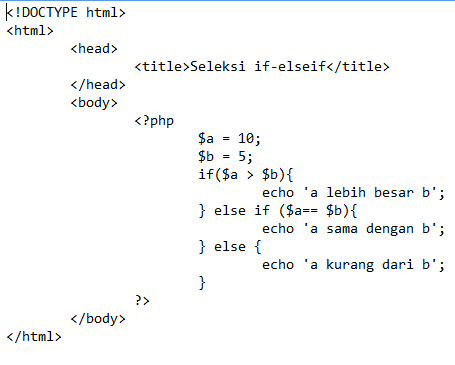 <!DOCTYPE html>
<html>
<head>
<title>Seleksi if-elseif</title>
</head>
<body>
<?php
$a = 10;
$b = 5;
if($a > $b){
echo 'a lebih besar b';
} else if ($a== $b){
echo 'a sama dengan b';
} else {
echo 'a kurang dari b';
}
?>
</body>
</html>